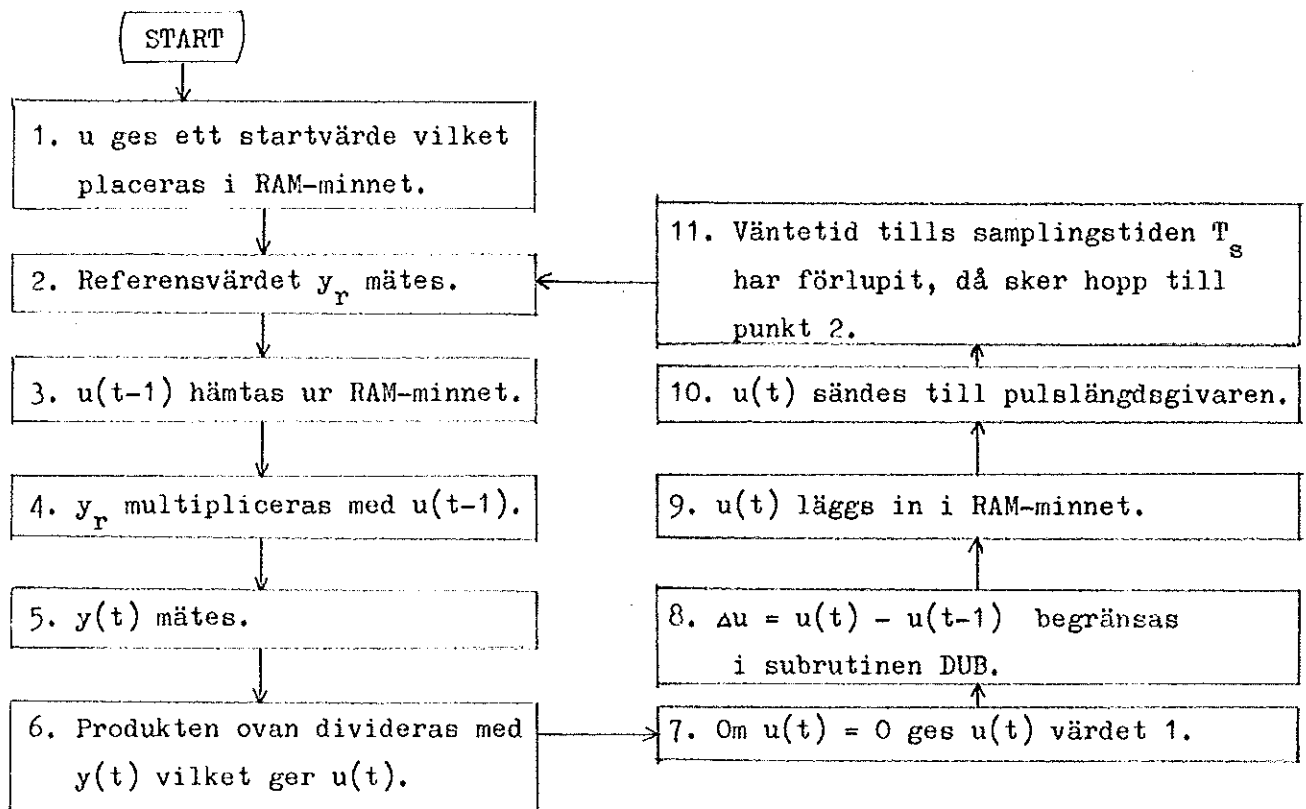 START
1. u ges ett startvärde vilket
placeras i RAM-minnet.
2. Referensvärdet y_r mätes.
3. u(t-1) hämtas ur RAM-minnet.
4. y_r multipliceras med u(t-1).
5. y(t) mätes.
6. Produkten ovan divideras med
y(t) vilket ger u(t).
7. Om u(t) = 0 ges u(t) värdet 1.
8. Δu = u(t) - u(t-1) begränsas
i subrutinen DUB.
9. u(t) läggs in i RAM-minnet.
10. u(t) sändes till pulslängdsgivaren.
11. Väntetid tills samplingstiden T_s
har förlupit, då sker hopp till
punkt 2.